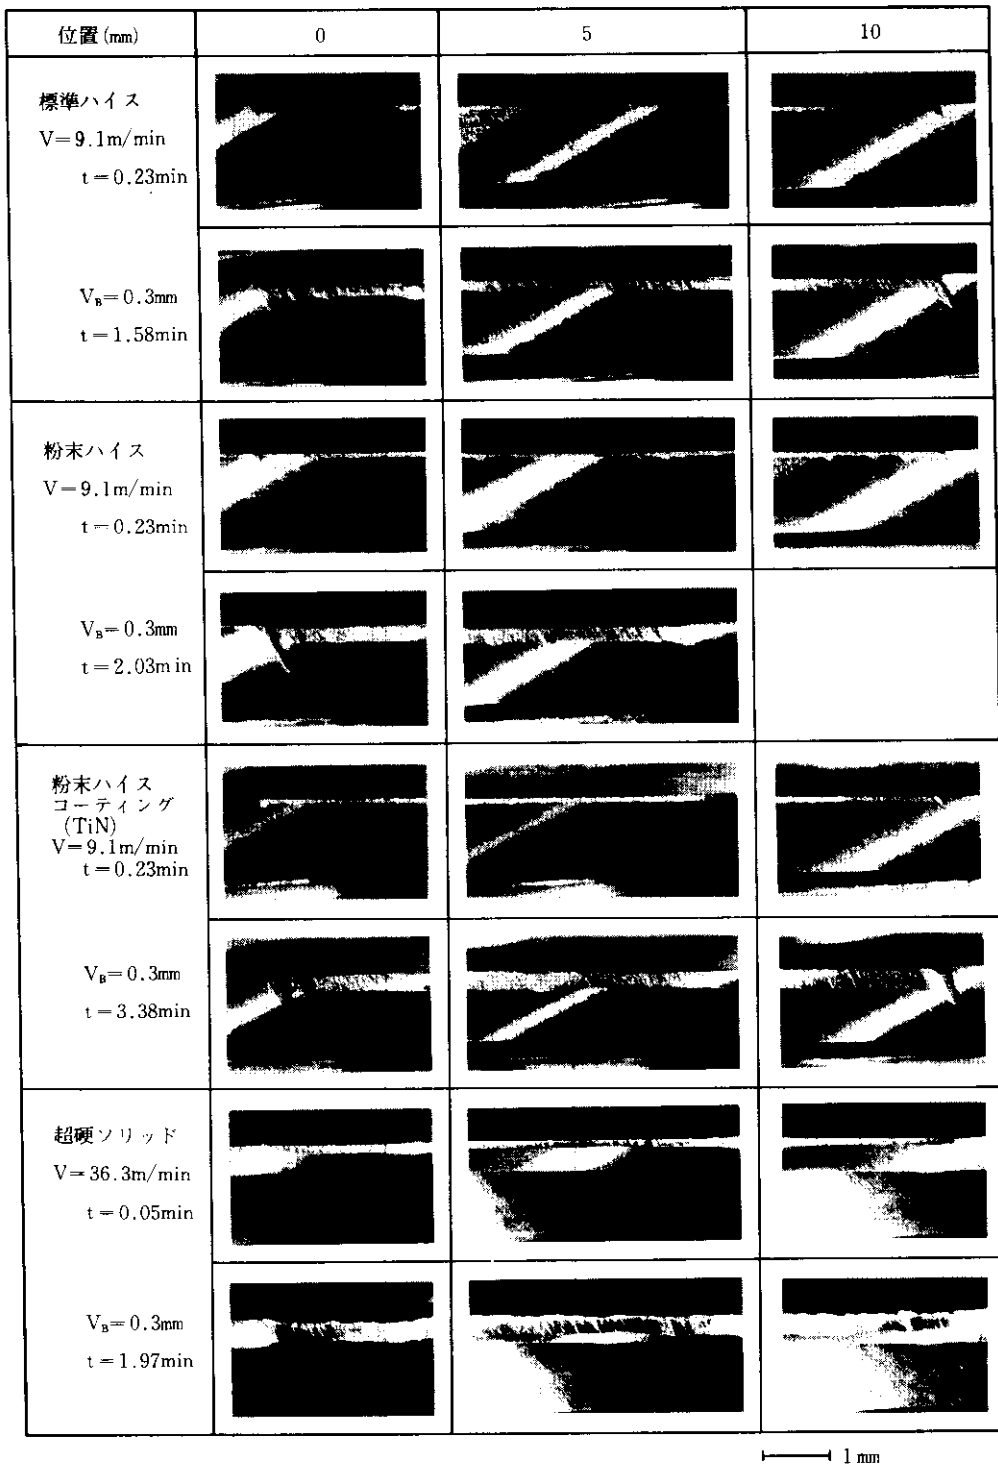 位置(mm)
0
5
10
標準ハイス
V=9.1m/min
t=0.23min
V_B=0.3mm
t=1.58min
粉末ハイス
V=9.1m/min
t=0.23min
V_B=0.3mm
t=2.03min
粉末ハイス
コーティング
(TiN)
V=9.1m/min
t=0.23min
V_B=0.3mm
t=3.38min
超硬ソリッド
V=36.3m/min
t=0.05min
V_B=0.3mm
t=1.97min
1mm